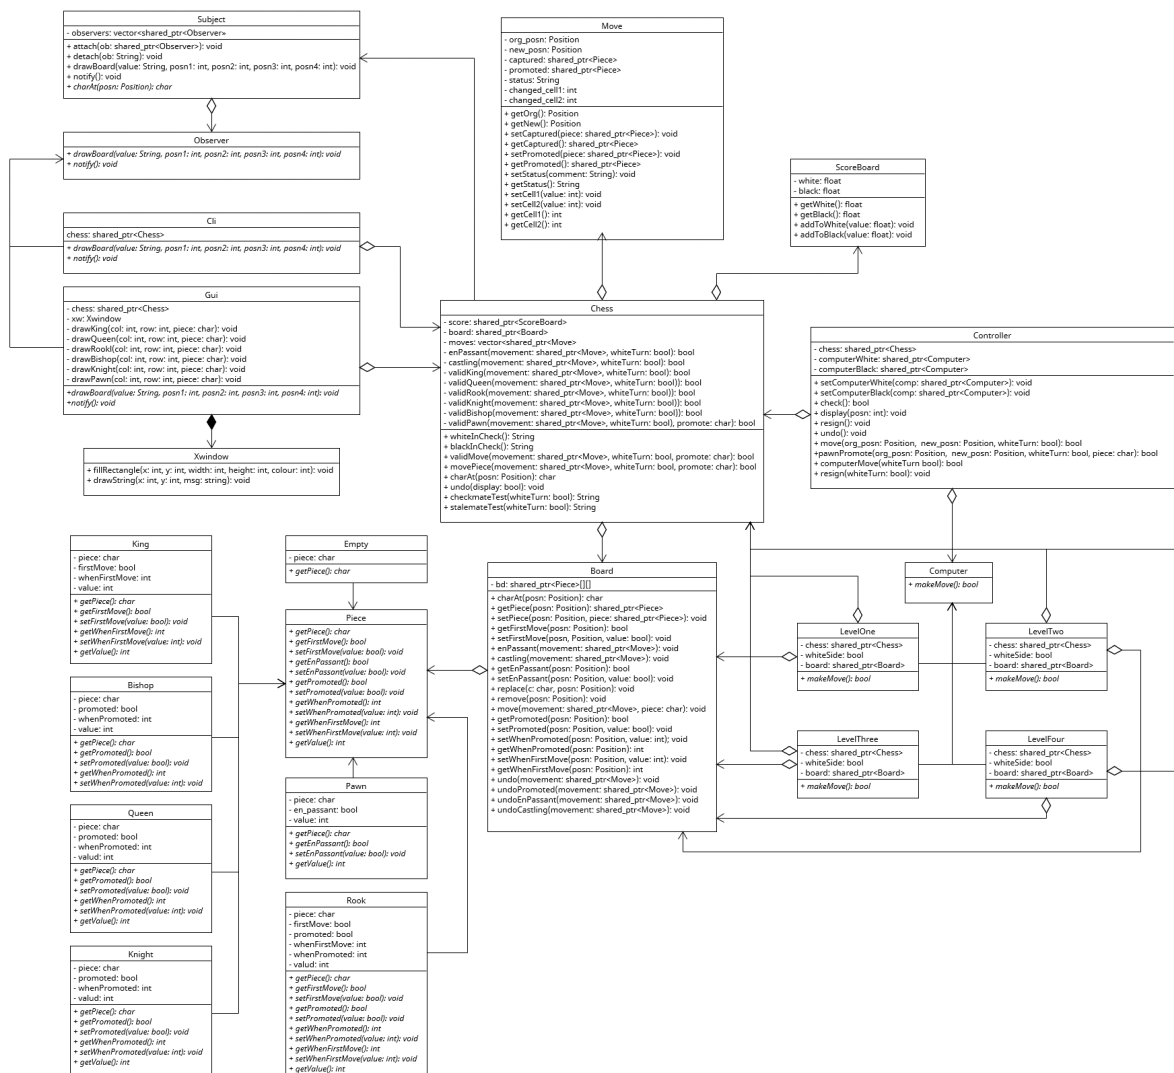 Subject
- observers: vector<shared_ptr<Observer»
+ attach(ob: shared_ptr<Observer>): void
+ detach(ob: String): void
+ drawBoard(value: String, posn1: int, posn2: int, posn3: int, posn4: int): void
+ notify(): void
+ charAt(posn: Position): char
Observer
+ drawBoard(value: String, posn1: int, posn2: int, posn3: int, posn4: int): void
+ notify(): void
Cli
chess: shared_ptr<Chess>
+ drawBoard(value: String, posn1: int, posn2: int, posn3: int, posn4: int): void
+ notify(): void
Gui
- chess: shared_ptr<Chess>
- xw: Xwindow
- drawKing(col: int, row: int, piece: char): void
- drawQueen(col: int, row: int, piece: char): void
- drawRookl(col: int, row: int, piece: char): void
- drawBishop(col: int, row: int, piece: char): void
- drawKnight(col: int, row: int, piece: char): void
- drawPawn(col: int, row: int, piece: char): void
+drawBoard(value: String, posn1: int, posn2: int, posn3: int, posn4: int): void
+notify(): void
Xwindow
+ fillRectangle(x: int, y: int, width: int, height: int, colour: int): void
+ drawString(x: int, y: int, msg: string): void
Move
- org_posn: Position
- new_posn: Position
- captured: shared_ptr<Piece>
- promoted: shared_ptr<Piece>
- status: String
- changed_cell1: int
- changed_cell2: int
+ getOrg(): Position
+ getNew(): Position
+ setCaptured(piece: shared_ptr<Piece>): void
+ getCaptured(): shared_ptr<Piece>
+ setPromoted(piece: shared_ptr<Piece>): void
+ getPromoted(): shared_ptr<Piece>
+ setStatus(comment: String): void
+ getStatus(): String
+ setCell1(value: int): void
+ setCell2(value: int): void
+ getCell1(): int
+ getCell2(): int
ScoreBoard
- white: float
- black: float
+ getWhite(): float
+ getBlack(): float
+ addToWhite(value: float): void
+ addToBlack(value: float): void
Chess
- score: shared_ptr<ScoreBoard>
- board: shared_ptr<Board>
- moves: vector<shared_ptr<Move>
- enPassant(movement: shared_ptr<Move>, whiteTurn: bool): bool
- castling(movement: shared_ptr<Move>, whiteTurn: bool): bool
- validKing(movement: shared_ptr<Move>, whiteTurn: bool): bool
- validQueen(movement: shared_ptr<Move>, whiteTurn: bool)): bool
- validRook(movement: shared_ptr<Move>, whiteTurn: bool)): bool
- validKnight(movement: shared_ptr<Move>, whiteTurn: bool)): bool
- validBishop(movement: shared_ptr<Move>, whiteTurn: bool)): bool
- validPawn(movement: shared_ptr<Move>, whiteTurn: bool), promote: char): bool
+ whiteInCheck(): String
+ blackInCheck(): String
+ validMove(movement: shared_ptr<Move>, whiteTurn: bool, promote: char): bool
+ movePiece(movement: shared_ptr<Move>, whiteTurn: bool, promote: char): bool
+ charAt(posn: Position): char
+ undo(display: bool): void
+ checkmateTest(whiteTurn: bool): String
+ stalemateTest(whiteTurn: bool): String
Controller
- chess: shared_ptr<Chess>
- computerWhite: shared_ptr<Computer>
- computerBlack: shared_ptr<Computer>
+ setComputerWhite(comp: shared_ptr<Computer>): void
+ setComputerBlack(comp: shared_ptr<Computer>): void
+ check(): bool
+ display(posn: int): void
+ resign(): void
+ undo(): void
+ move(org_posn: Position, new_posn: Position, whiteTurn: bool): bool
+pawnPromote(org_posn: Position, new_posn: Position, whiteTurn: bool, piece: char): bool
+ computerMove(whiteTurn bool): bool
+ resign(whiteTurn: bool): void
King
- piece: char
- firstMove: bool
- whenFirstMove: int
- value: int
+ getPiece(): char
+ getFirstMove(): bool
+ setFirstMove(value: bool): void
+ getWhenFirstMove(): int
+ setWhenFirstMove(value: int): void
+ getValue(): int
Bishop
- piece: char
- promoted: bool
- whenPromoted: int
- value: int
+ getPiece(): char
+ getPromoted(): bool
+ setPromoted(value: bool): void
+ getWhenPromoted(): int
+ setWhenPromoted(value: int): void
Queen
- piece: char
- promoted: bool
- whenPromoted: int
- valud: int
+ getPiece(): char
+ getPromoted(): bool
+ setPromoted(value: bool): void
+ getWhenPromoted(): int
+ setWhenPromoted(value: int): void
+ getValue(): int
Knight
- piece: char
- promoted: bool
- whenPromoted: int
- valud: int
+ getPiece(): char
+ getPromoted(): bool
+ setPromoted(value: bool): void
+ getWhenPromoted(): int
+ setWhenPromoted(value: int): void
+ getValue(): int
Empty
- piece: char
+ getPiece(): char
Piece
+ getPiece(): char
+ getFirstMove(): bool
+ setFirstMove(value: bool): void
+ getEnPassant(): bool
+ setEnPassant(value: bool): void
+ getPromoted(): bool
+ setPromoted(value: bool): void
+ getWhenPromoted(): int
+ setWhenPromoted(value: int): void
+ getWhenFirstMove(): int
+ setWhenFirstMove(value: int): void
+ getValue(): int
Pawn
- piece: char
- en_passant: bool
- value: int
+ getPiece(): char
+ getEnPassant(): bool
+ setEnPassant(value: bool): void
+ getValue(): int
Rook
- piece: char
- firstMove: bool
- promoted: bool
- whenFirstMove: int
- whenPromoted: int
- valud: int
+ getPiece(): char
+ getFirstMove(): bool
+ setFirstMove(value: bool): void
+ getPromoted(): bool
+ setPromoted(value: bool): void
+ getWhenPromoted(): int
+ setWhenPromoted(value: int): void
+ getWhenFirstMove(): int
+ setWhenFirstMove(value: int): void
+ getValue(): int
Board
- bd: shared_ptr<Piece>[][]
+ charAt(posn: Position): char
+ getPiece(posn: Position): shared_ptr<Piece>
+ setPiece(posn: Position, piece: shared_ptr<Piece>): void
+ getFirstMove(posn: Position): bool
+ setFirstMove(posn, Position, value: bool): void
+ enPassant(movement: shared_ptr<Move>): void
+ castling(movement: shared_ptr<Move>): void
+ getEnPassant(posn: Position): bool
+ setEnPassant(posn: Position, value: bool): void
+ replace(c: char, posn: Position): void
+ remove(posn: Position): void
+ move(movement: shared_ptr<Move>, piece: char): void
+ getPromoted(posn: Position): bool
+ setPromoted(posn: Position, value: bool): void
+ setWhenPromoted(posn: Position, value: int); void
+ getWhenPromoted(posn: Position): int
+ setWhenFirstMove(posn: Position, value: int): void
+ getWhenFirstMove(posn: Position): int
+ undo(movement: shared_ptr<Move>): void
+ undoPromoted(movement: shared_ptr<Move>): void
+ undoEnPassant(movement: shared_ptr<Move>): void
+ undoCastling(movement: shared_ptr<Move>): void
Computer
+ makeMove(): bool
LevelOne
- chess: shared_ptr<Chess>
- whiteSide: bool
- board: shared_ptr<Board>
+ makeMove(): bool
LevelTwo
- chess: shared_ptr<Chess>
- whiteSide: bool
- board: shared_ptr<Board>
+ makeMove(): bool
LevelThree
- chess: shared_ptr<Chess>
- whiteSide: bool
- board: shared_ptr<Board>
+ makeMove(): bool
LevelFour
- chess: shared_ptr<Chess>
- whiteSide: bool
- board: shared_ptr<Board>
+ makeMove(): bool